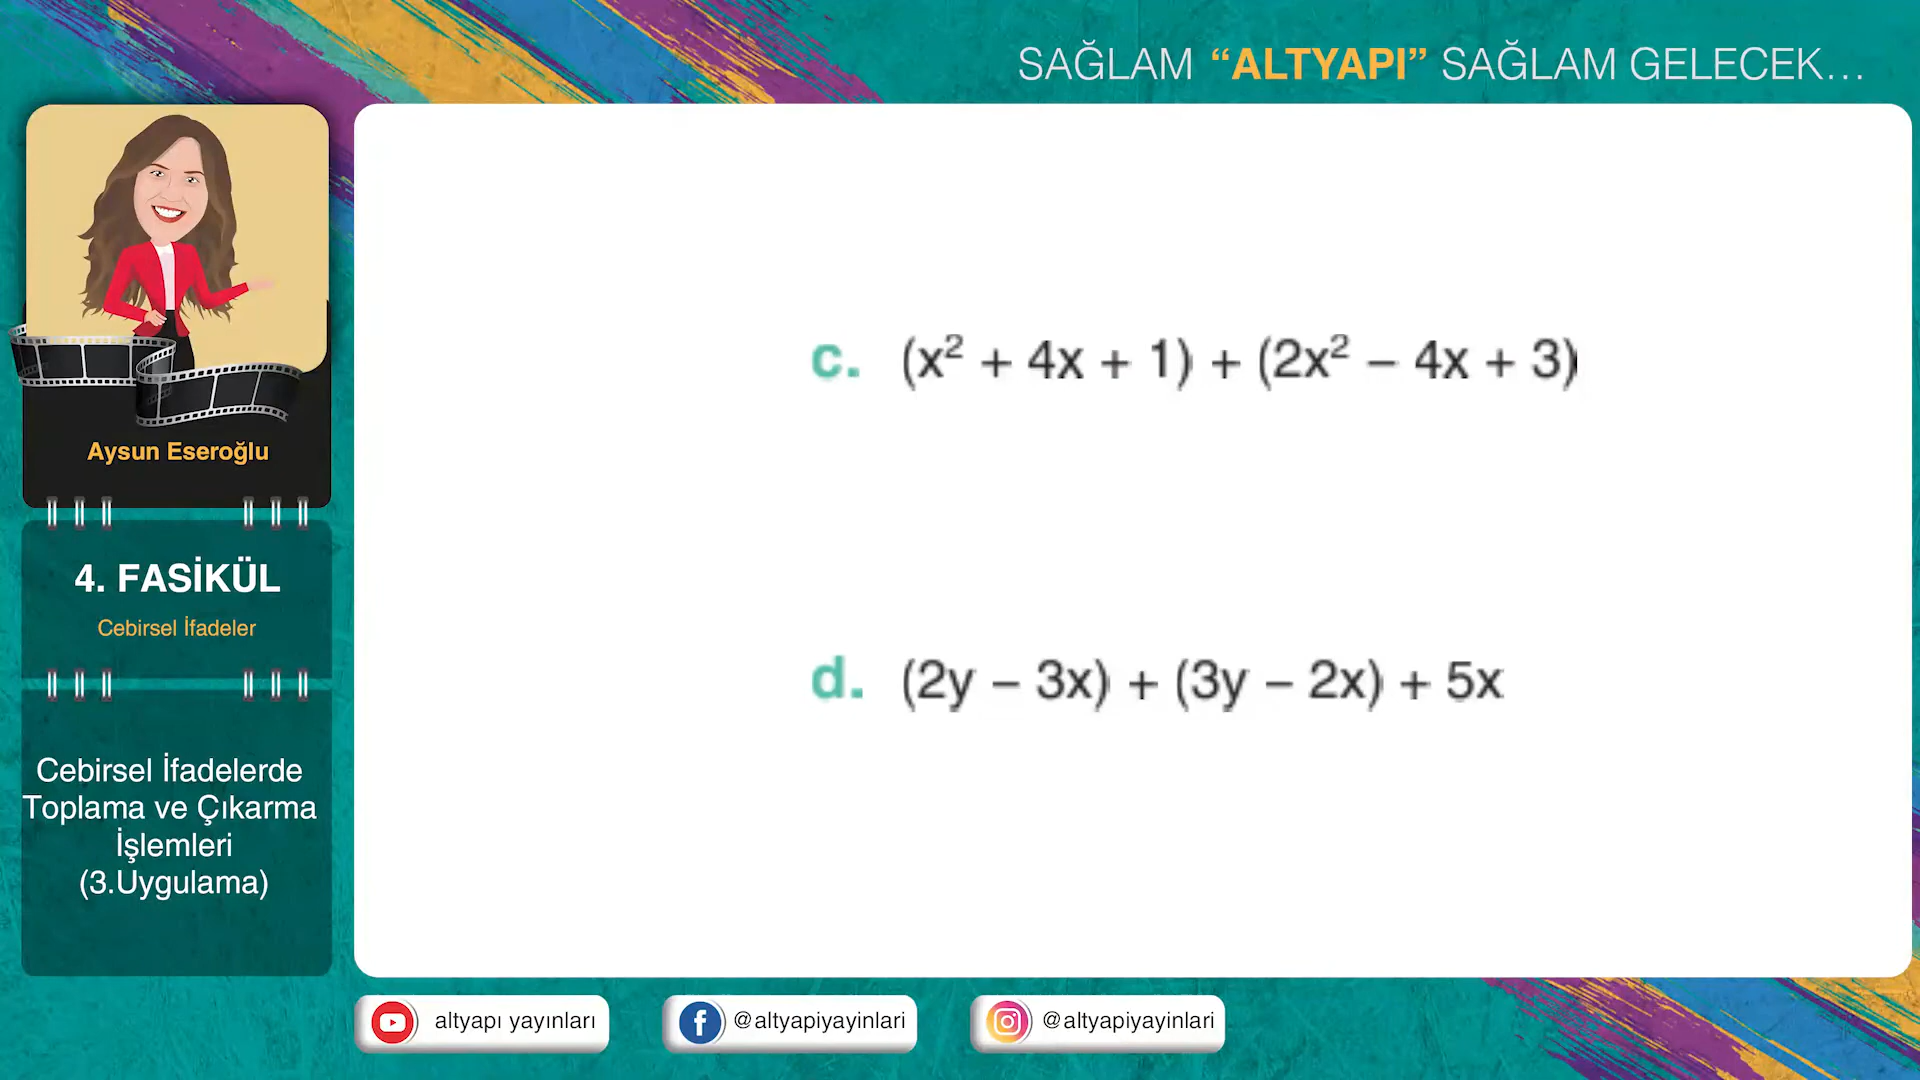 SAĞLAM “ALTYAPI” SAĞLAM GELECEK...
Aysun Eseroğlu
4. FASİKÜL
Cebirsel İfadeler
Cebirsel İfadelerde
Toplama ve Çıkarma
İşlemleri
(3.Uygulama)
c. (x² + 4x + 1) + (2x² – 4x + 3)
d. (2y – 3x) + (3y – 2x) + 5x
altyapı yayınları
@altyapiyayinlari
@altyapiyayinlari